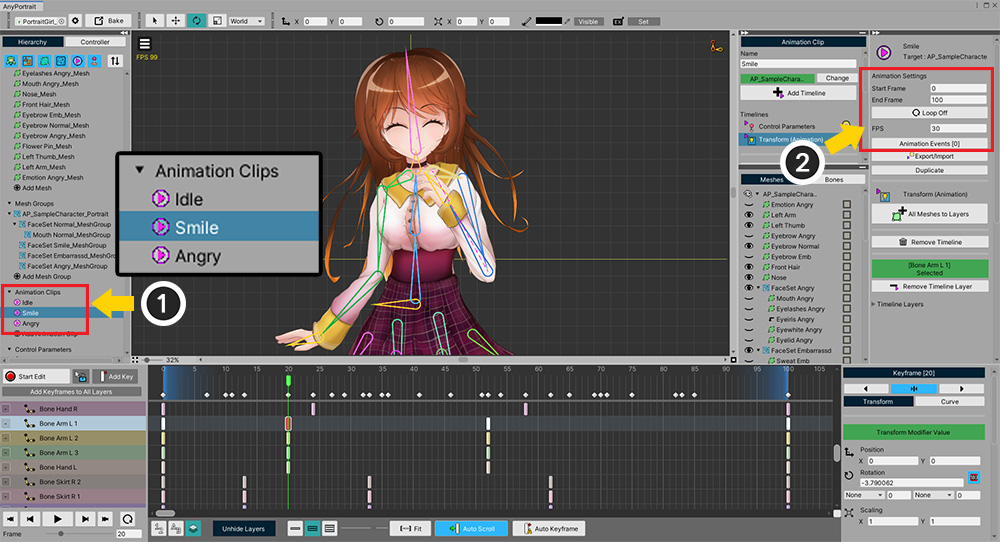 AnyPortrait
PortraitGirl_
Bake
World
X 0 Y 0
0
X 0 Y 0
Visible
Set
Hierarchy
Controller
Eyelashes Angry_Mesh
Mouth Angry_Mesh
Nose_Mesh
Front Hair_Mesh
Eyebrow Emb_Mesh
Eyebrow Normal_Mesh
Eyebrow Angry_Mesh
Flower Pin_Mesh
Left Thumb_Mesh
Left Arm_Mesh
Emotion Angry_Mesh
Add Mesh
Mesh Groups
AP_SampleCharacter_Portrait
FaceSet Normal_MeshGroup
Mouth Normal_MeshGroup
FaceSet Smile_MeshGroup
FaceSet Embarrassd_MeshGroup
FaceSet Angry_MeshGroup
Add Mesh Group
Animation Clips
Idle
Smile
Angry
Add Animation Clip
Control Parameters
FPS 99
Animation Clips
Idle
Smile
Angry
1
2
32%
Animation Clip
Name
Smile
AP_SampleChara..
Change
Add Timeline
Timelines
Control Parameters
Transform (Animation)
Meshes
Bones
AP_SampleChara..
Emotion Angry
Left Arm
Left Thumb
Eyebrow Angry
Eyebrow Normal
Eyebrow Emb
Front Hair
Nose
FaceSet Angry
Mouth Angry
Eyelashes Angry
Eyeirls Angry
Eyewhite Angry
Eyelid Angry
FaceSet Embarrassd
Sweat Emb
Smile
Target : AP_SampleCharacte
Animation Settings
Start Frame 0
End Frame 100
Loop Off
FPS 30
Animation Events [0]
Export/Import
Duplicate
Transform (Animation)
All Meshes to Layers
Remove Timeline
[Bone Arm L 1]
Selected
Remove Timeline Layer
Timeline Layers
Start Edit
Add Key
Add Keyframes to All Layers
0 5 10 15 20 25 30 35 40 45 50 55 60 65 70 75 80 85 90 95 100 105
Bone Hand R
Bone Arm L 1
Bone Arm L 2
Bone Arm L 3
Bone Hand L
Bone Skirt R 2
Bone Skirt R 1
Frame 20
Unhide Layers
Fit
Auto Scroll
Auto Keyframe
Keyframe [20]
Transform
Curve
Transform Modifier Value
Position
X 0 Y 0
Rotation
-3.790062
None 0 None 0
Scaling
X 1 Y 1